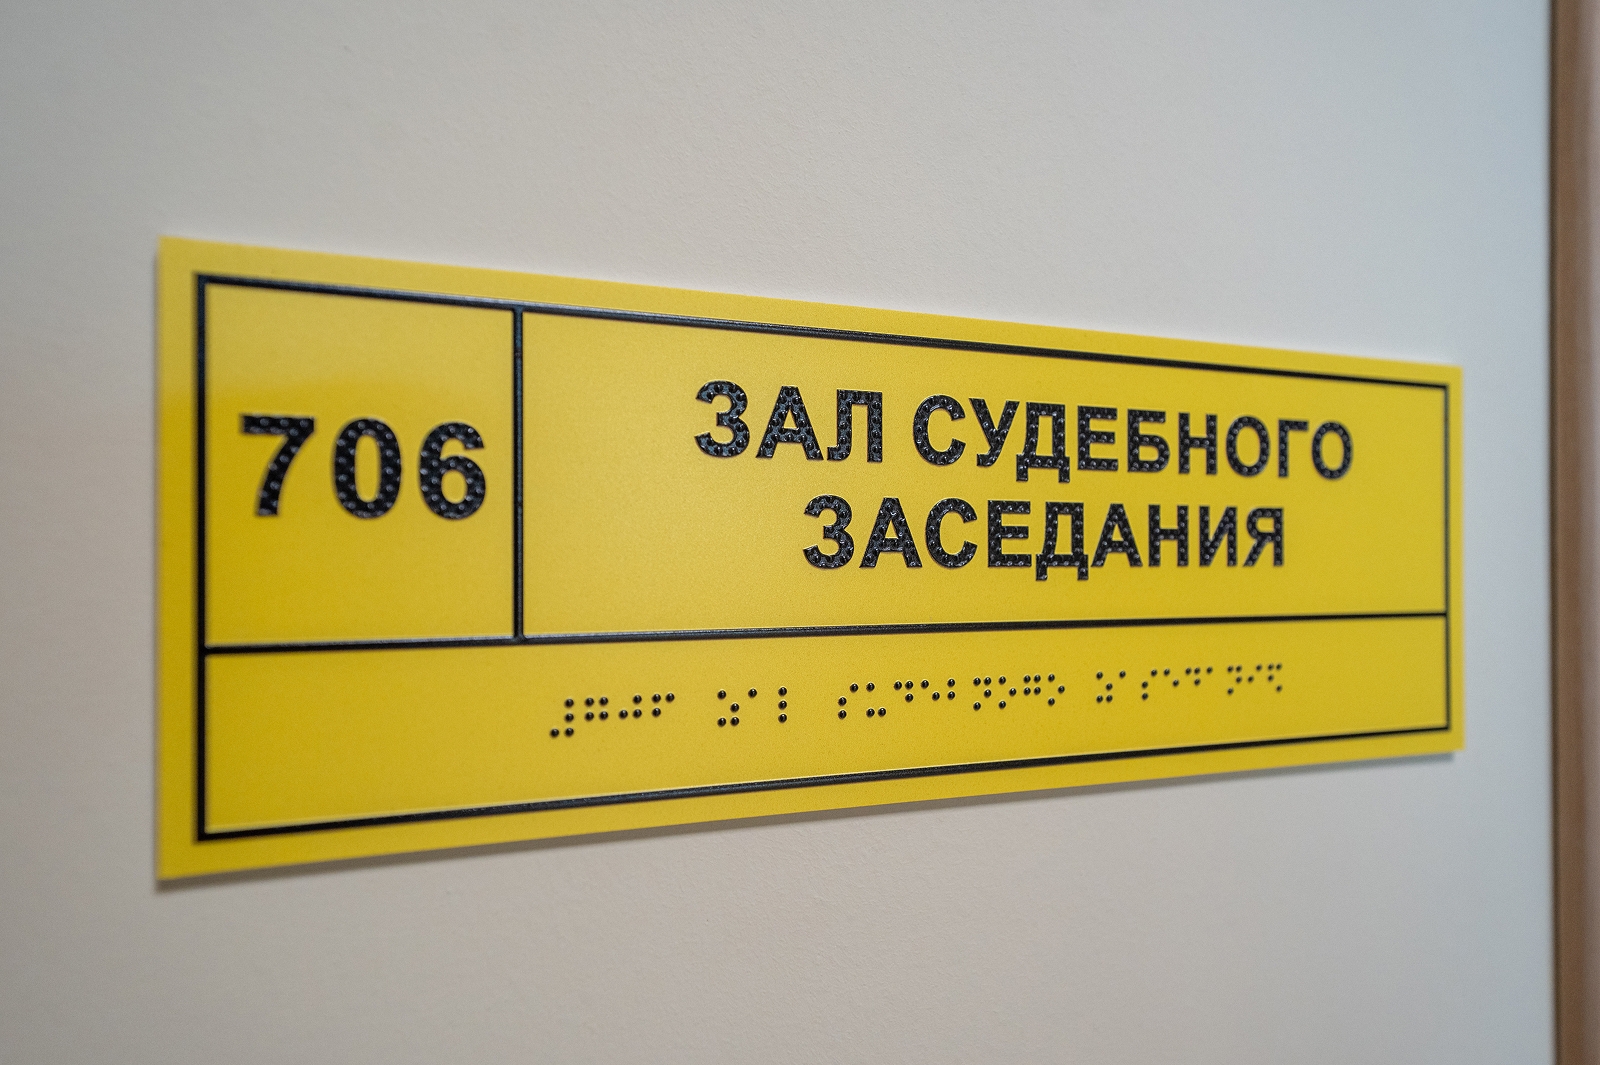 706
ЗАЛ СУДЕБНОГО
ЗАСЕДАНИЯ
⠼⠛⠚⠋ ⠵⠁⠇ ⠎⠥⠙⠑⠃⠝⠕⠛⠕ ⠵⠁⠎⠑⠙⠁⠝⠊⠫